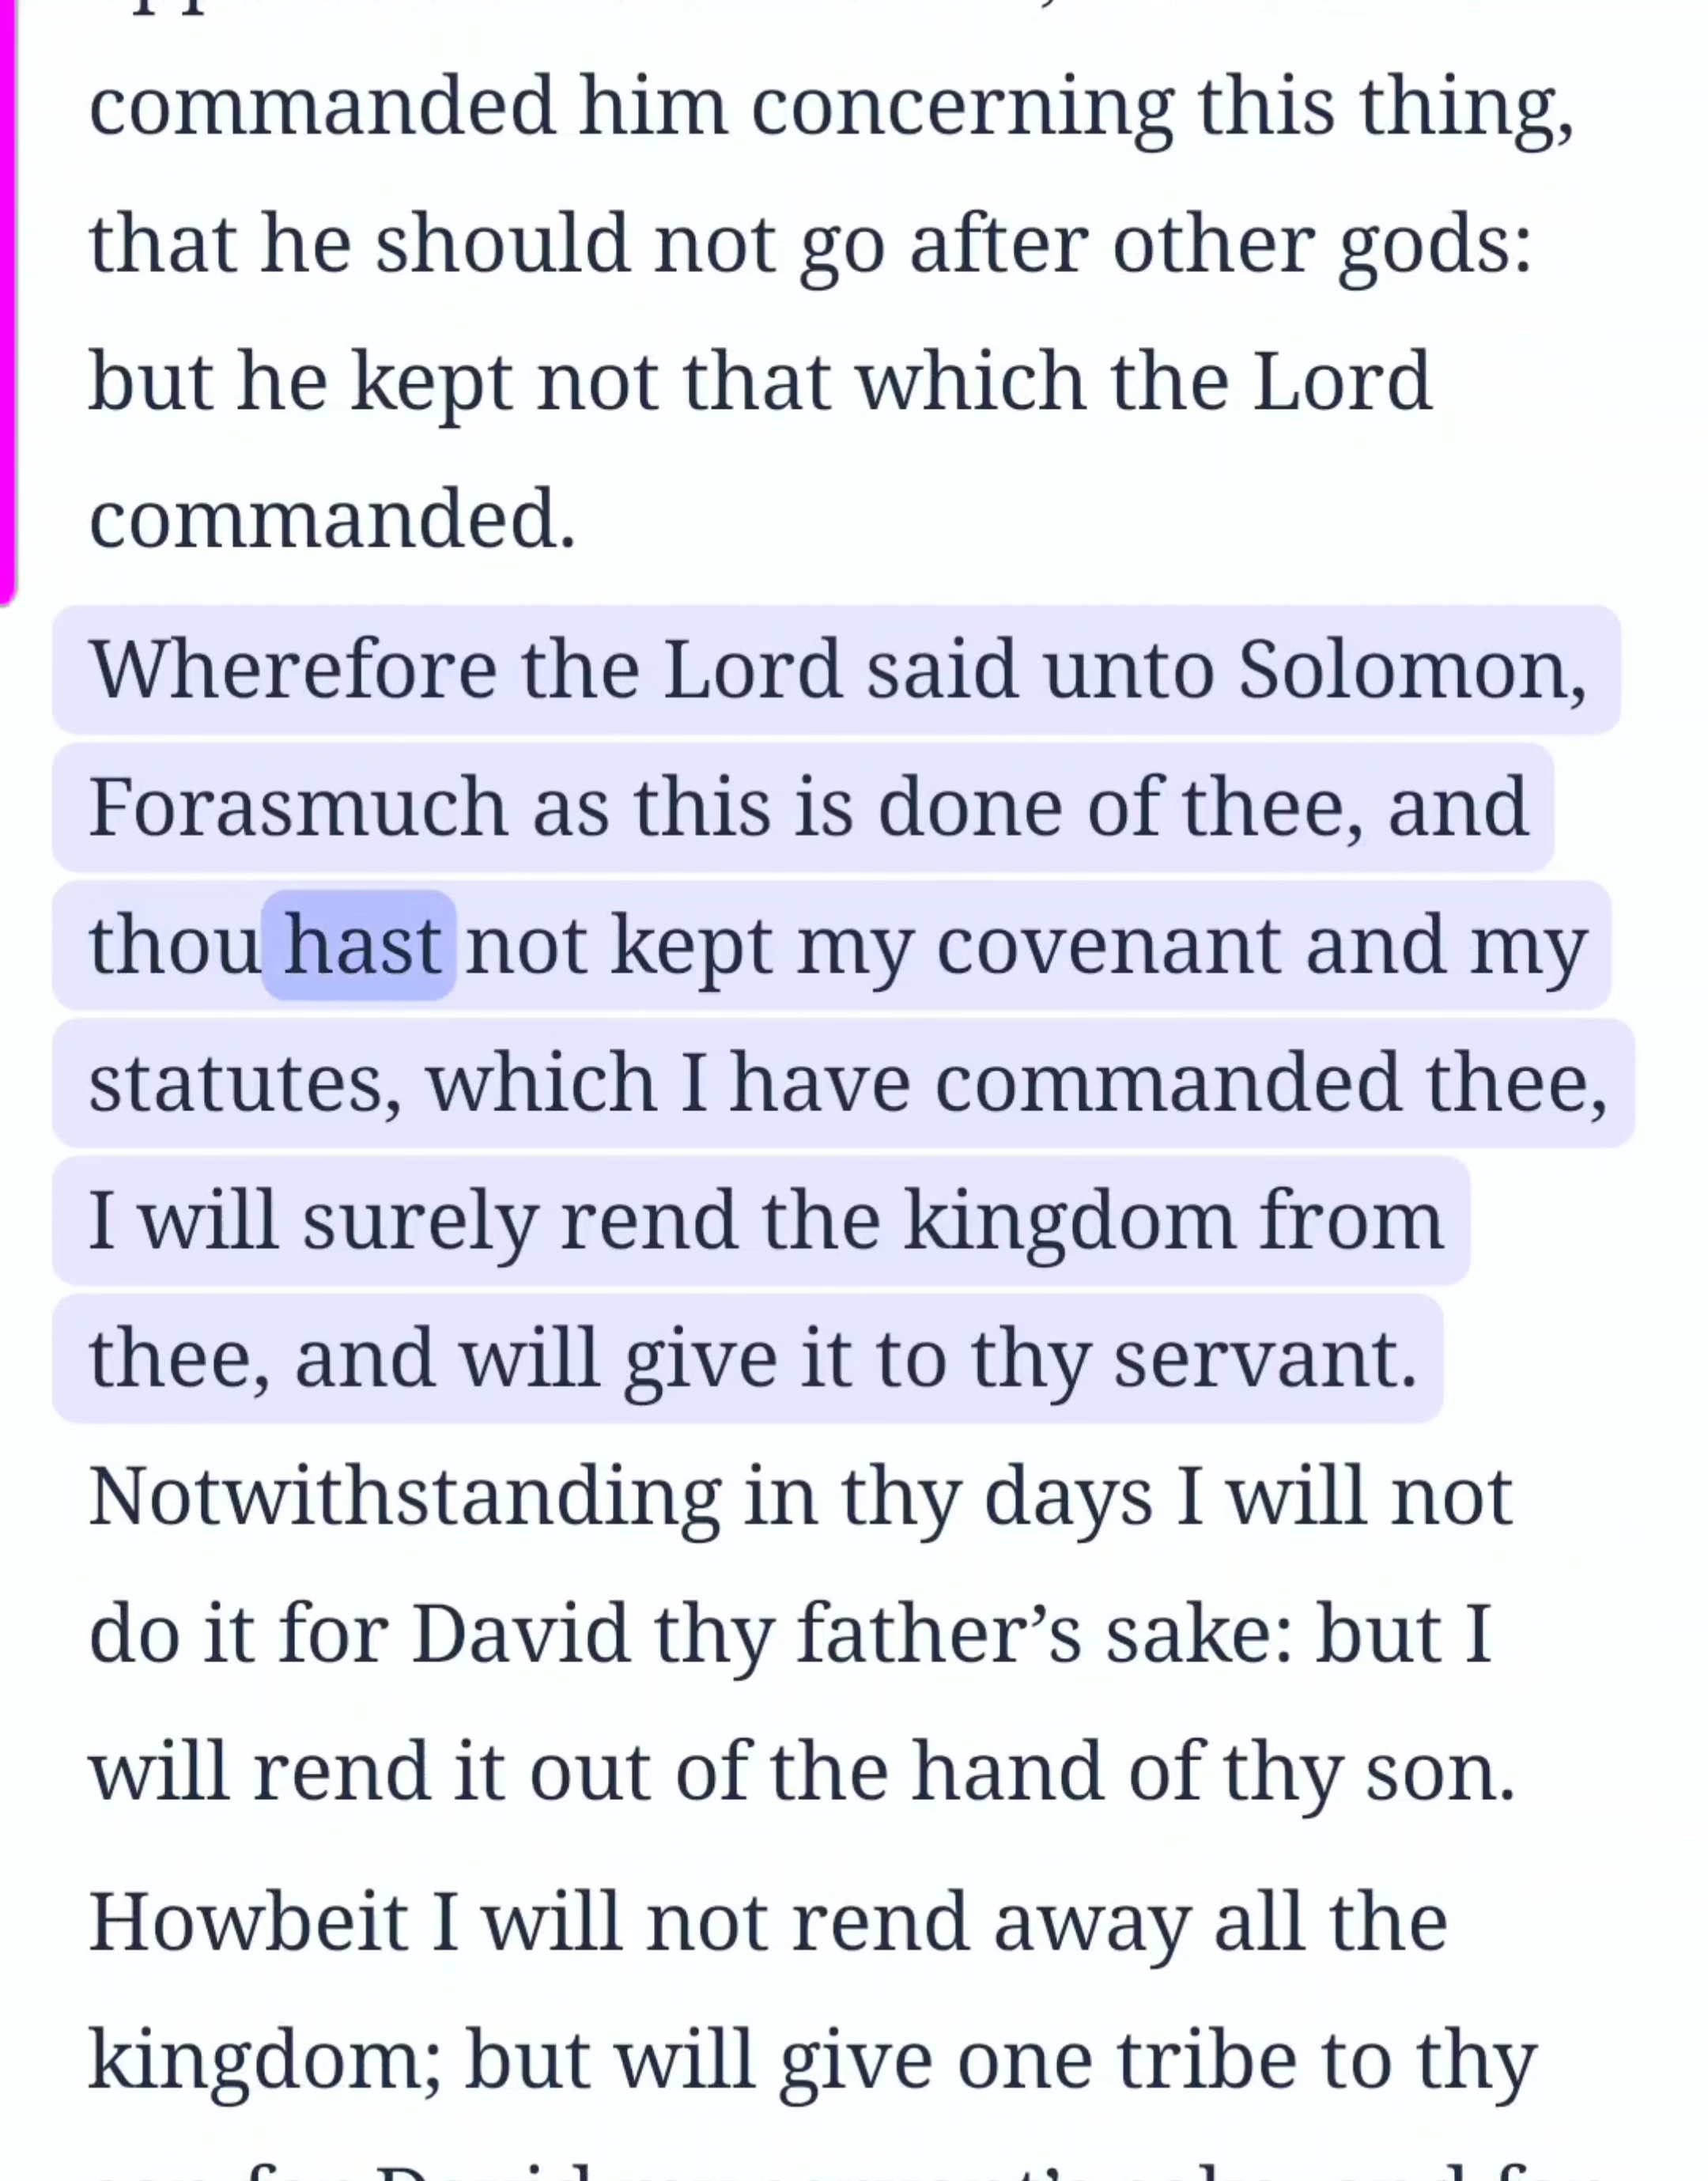 commanded him concerning this thing,
that he should not go after other gods:
but he kept not that which the Lord
commanded.
Wherefore the Lord said unto Solomon,
Forasmuch as this is done of thee, and
thou hast not kept my covenant and my
statutes, which I have commanded thee,
I will surely rend the kingdom from
thee, and will give it to thy servant.
Notwithstanding in thy days I will not
do it for David thy father’s sake: but I
will rend it out of the hand of thy son.
Howbeit I will not rend away all the
kingdom; but will give one tribe to thy